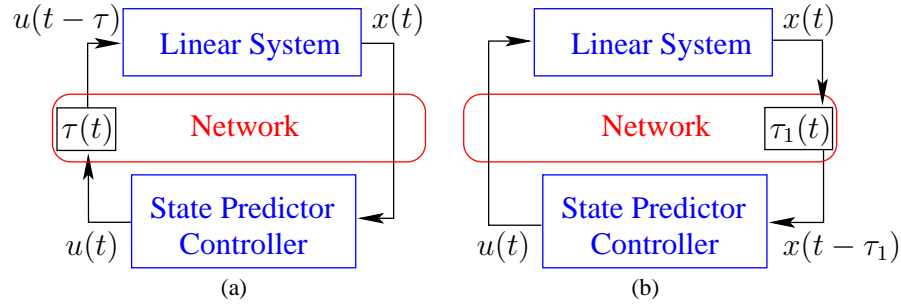 u(t − τ)
Linear System
x(t)
τ(t)
Network
State Predictor
Controller
u(t)
(a)
Linear System
x(t)
Network
τ₁(t)
State Predictor
Controller
u(t)
x(t − τ₁)
(b)